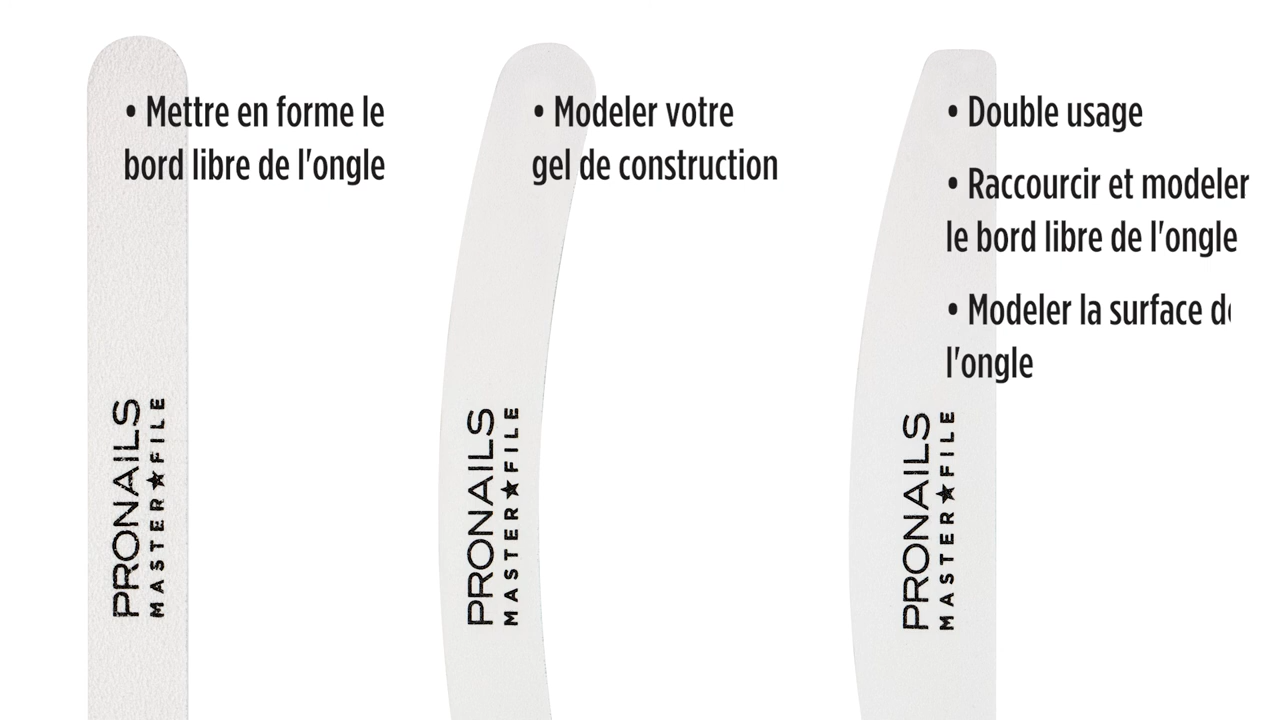 • Mettre en forme le
bord libre de l'ongle
• Modeler votre
gel de construction
• Double usage
• Raccourcir et modeler
le bord libre de l'ongle
• Modeler la surface de
l'ongle
PRONAILS
MASTER★FILE
PRONAILS
MASTER★FILE
PRONAILS
MASTER★FILE